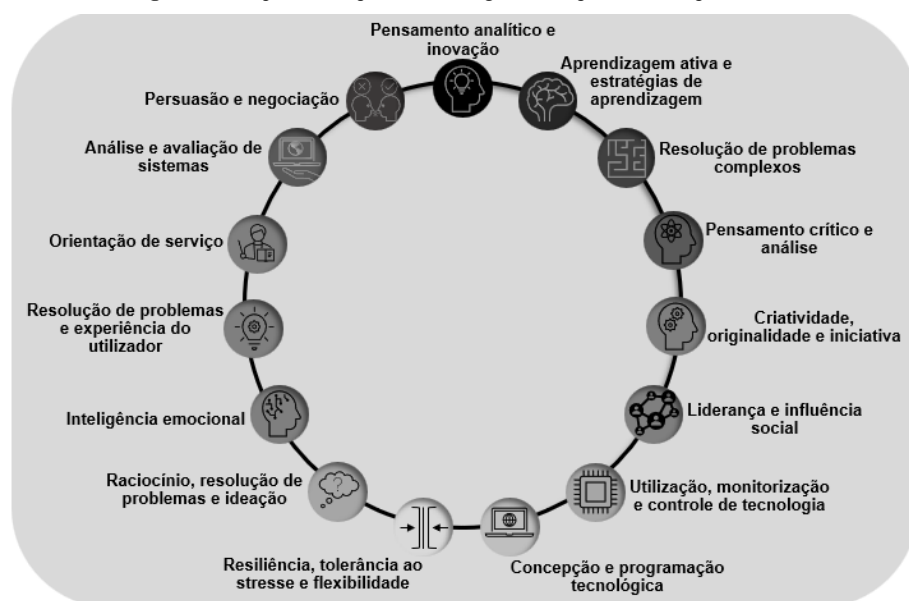 Pensamento analítico e
inovação
Aprendizagem ativa e
estratégias de
aprendizagem
Resolução de problemas
complexos
Pensamento crítico e
análise
Criatividade,
originalidade e iniciativa
Liderança e influência
social
Utilização, monitorização
e controle de tecnologia
Concepção e programação
tecnológica
Resiliência, tolerância ao
stresse e flexibilidade
Raciocínio, resolução de
problemas e ideação
Inteligência emocional
Resolução de problemas
e experiência do
utilizador
Orientação de serviço
Análise e avaliação de
sistemas
Persuasão e negociação